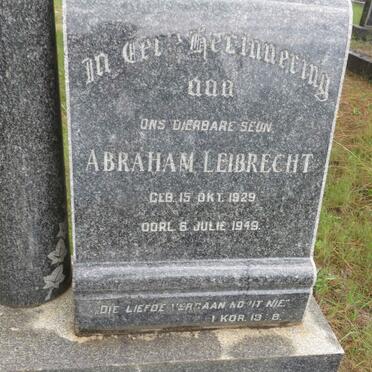 In Ter Herinnering
aan
ONS DIERBARE SEUN
ABRAHAM LEIBRECHT
GEB. 15 OKT. 1929
OORL. 6 JULIE 1949.
„DIE LIEFDE VERGAAN NOOIT NIE"
1 KOR. 13:8.